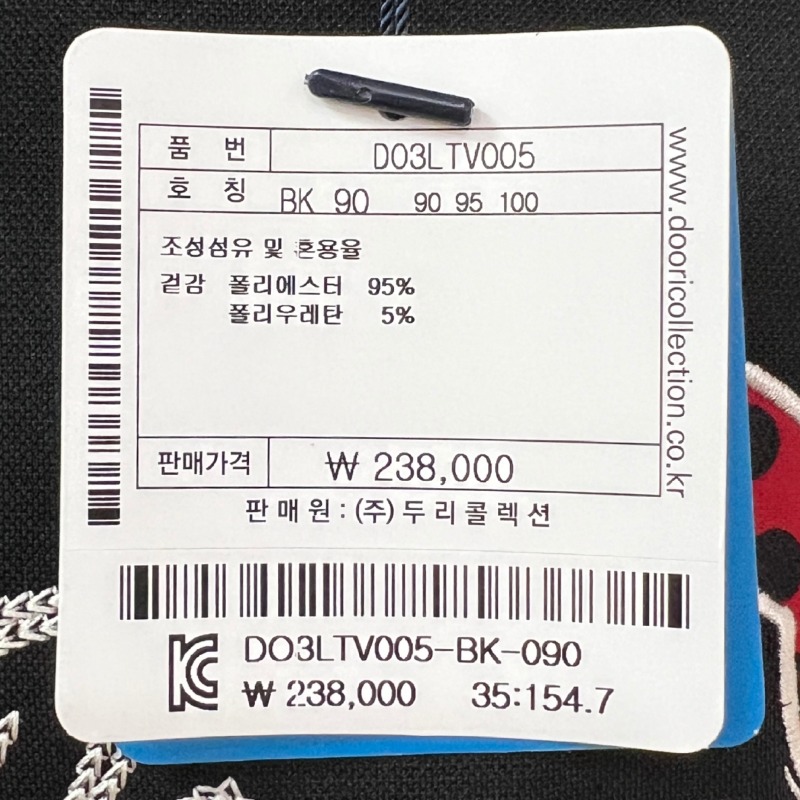 품 번 DO3LTV005
호 칭 BK 90 90 95 100
조성섬유 및 혼용율
겉감 폴리에스터 95%
폴리우레탄 5%
판매가격 ₩ 238,000
판매원 : (주)두리콜렉션
www.dooricollection.co.kr
DO3LTV005-BK-090
₩ 238,000 35:154.7